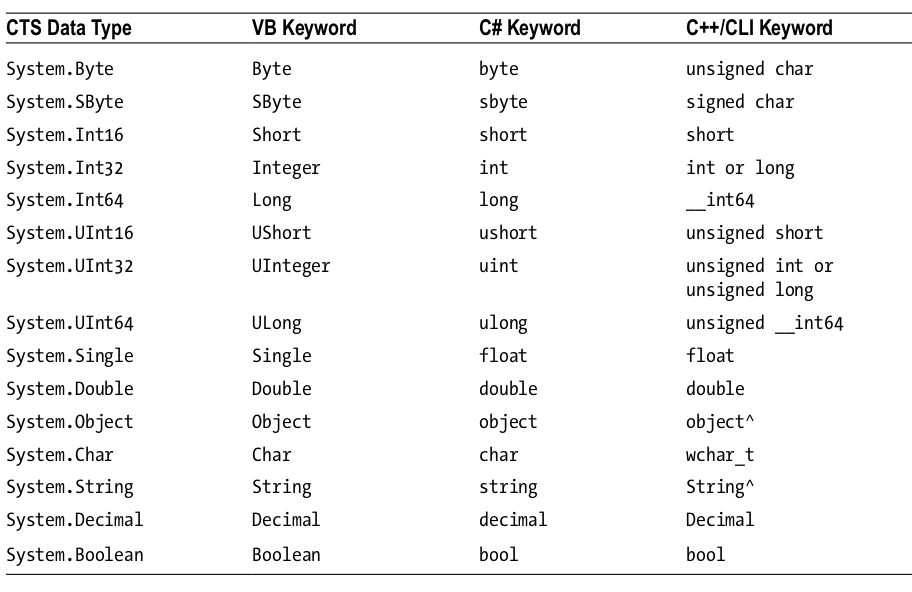 CTS Data Type VB Keyword C# Keyword C++/CLI Keyword
System.Byte Byte byte unsigned char
System.SByte SByte sbyte signed char
System.Int16 Short short short
System.Int32 Integer int int or long
System.Int64 Long long __int64
System.UInt16 UShort ushort unsigned short
System.UInt32 UInteger uint unsigned int or
unsigned long
System.UInt64 ULong ulong unsigned __int64
System.Single Single float float
System.Double Double double double
System.Object Object object object^
System.Char Char char wchar_t
System.String String string String^
System.Decimal Decimal decimal Decimal
System.Boolean Boolean bool bool